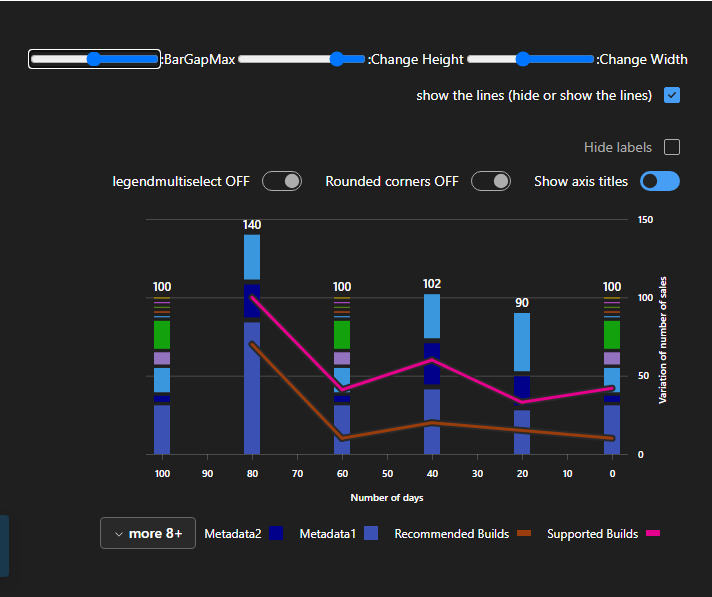 :BarGapMax :Change Height :Change Width
show the lines (hide or show the lines)
Hide labels
legendmultiselect OFF Rounded corners OFF Show axis titles
150
140
100 100 102 100 100
90
50
0
Variation of number of sales
100 90 80 70 60 50 40 30 20 10 0
Number of days
more 8+ Metadata2 Metadata1 Recommended Builds Supported Builds